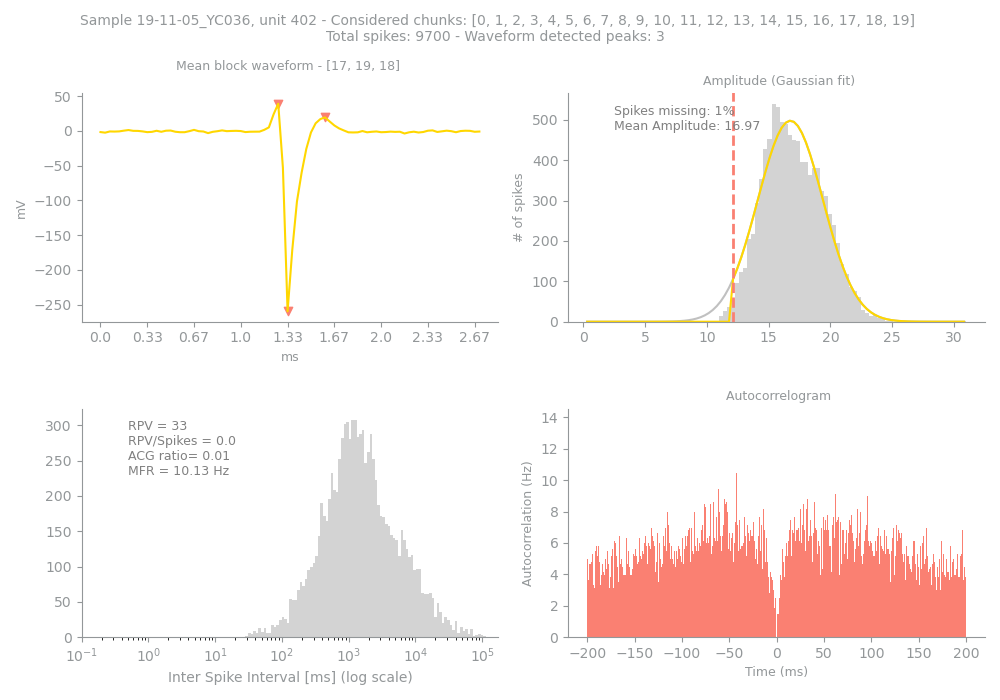 Sample 19-11-05_YC036, unit 402 - Considered chunks: [0, 1, 2, 3, 4, 5, 6, 7, 8, 9, 10, 11, 12, 13, 14, 15, 16, 17, 18, 19]
Total spikes: 9700 - Waveform detected peaks: 3
Mean block waveform - [17, 19, 18]
50
0
−50
−100
−150
−200
−250
mV
0.0 0.33 0.67 1.0 1.33 1.67 2.0 2.33 2.67
ms
Amplitude (Gaussian fit)
Spikes missing: 1%
Mean Amplitude: 16.97
500
400
300
200
100
0
# of spikes
0 5 10 15 20 25 30
RPV = 33
RPV/Spikes = 0.0
ACG ratio= 0.01
MFR = 10.13 Hz
300
250
200
150
100
50
0
10⁻¹ 10⁰ 10¹ 10² 10³ 10⁴ 10⁵
Inter Spike Interval [ms] (log scale)
Autocorrelogram
14
12
10
8
6
4
2
0
Autocorrelation (Hz)
−200 −150 −100 −50 0 50 100 150 200
Time (ms)